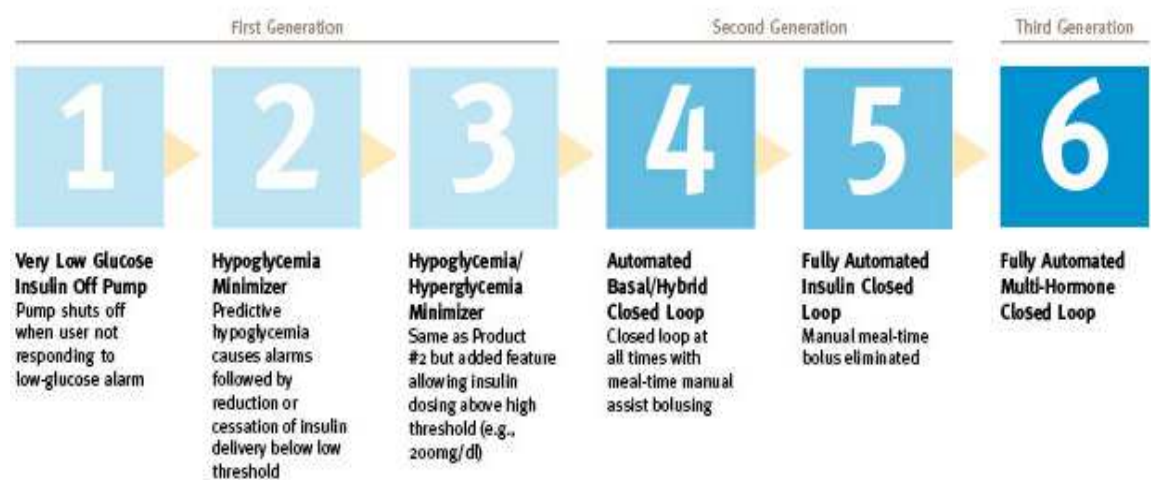 First Generation
Second Generation
Third Generation
1
2
3
4
5
6
Very Low Glucose
Insulin Off Pump
Pump shuts off
when user not
responding to
low-glucose alarm
Hypoglycemia
Minimizer
Predictive
hypoglycemia
causes alarms
followed by
reduction or
cessation of insulin
delivery below low
threshold
Hypoglycemia/
Hyperglycemia
Minimizer
Same as Product
#2 but added feature
allowing insulin
dosing above high
threshold (e.g.,
200mg/dl)
Automated
Basal/Hybrid
Closed Loop
Closed loop at
all times with
meal-time manual
assist bolusing
Fully Automated
Insulin Closed
Loop
Manual meal-time
bolus eliminated
Fully Automated
Multi-Hormone
Closed Loop